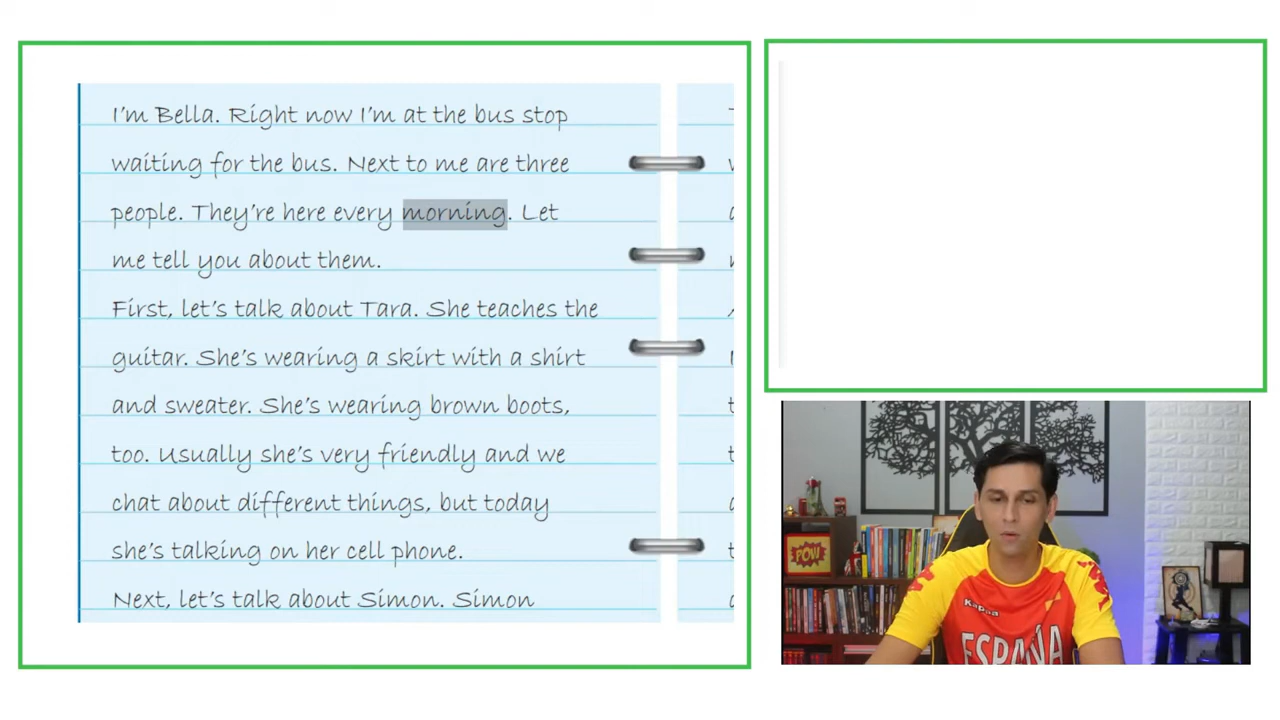 I'm Bella. Right now I'm at the bus stop
waiting for the bus. Next to me are three
people. They're here every morning. Let
me tell you about them.
First, let's talk about Tara. She teaches the
guitar. She's wearing a skirt with a shirt
and sweater. She's wearing brown boots,
too. Usually she's very friendly and we
chat about different things, but today
she's talking on her cell phone.
Next, let's talk about Simon. Simon
POW
Kappa
ESPAÑA